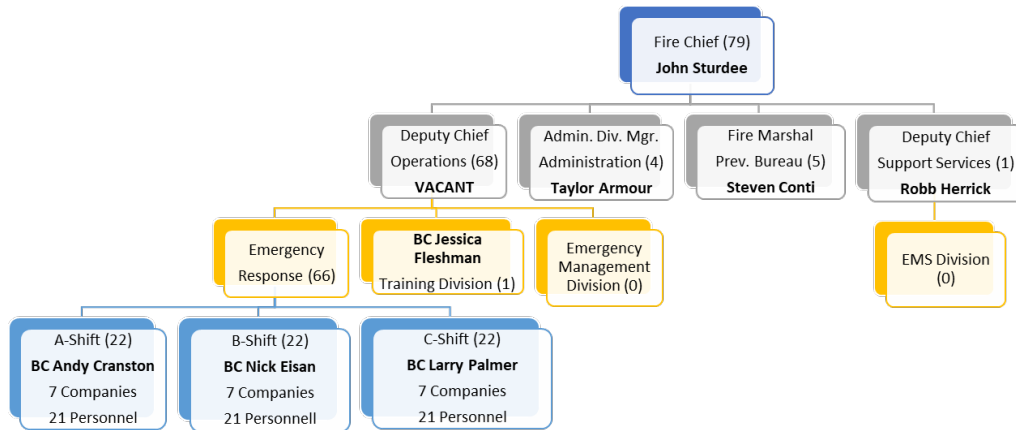 Fire Chief (79)
John Sturdee
Deputy Chief
Operations (68)
VACANT
Admin. Div. Mgr.
Administration (4)
Taylor Armour
Fire Marshal
Prev. Bureau (5)
Steven Conti
Deputy Chief
Support Services (1)
Robb Herrick
Emergency
Response (66)
BC Jessica
Fleshman
Training Division (1)
Emergency
Management
Division (0)
EMS Division
(0)
A-Shift (22)
BC Andy Cranston
7 Companies
21 Personnel
B-Shift (22)
BC Nick Eisan
7 Companies
21 Personnell
C-Shift (22)
BC Larry Palmer
7 Companies
21 Personnel